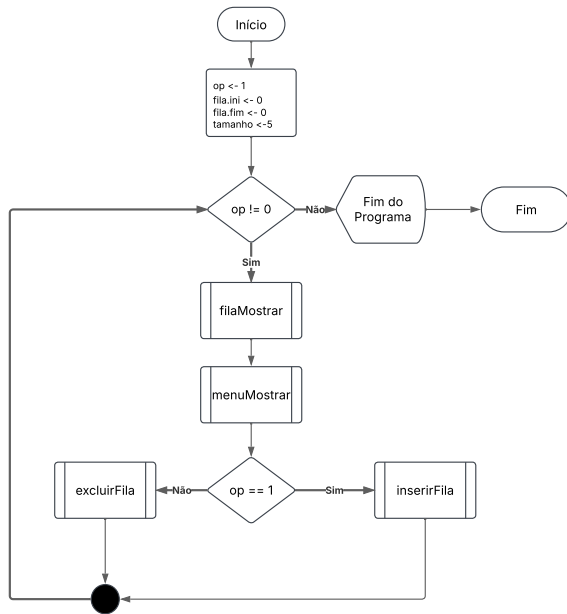 Início
op <- 1
fila.ini <- 0
fila.fim <- 0
tamanho <-5
op != 0
Não
Fim do
Programa
Fim
Sim
filaMostrar
menuMostrar
excluirFila
Não
op == 1
Sim
inserirFila